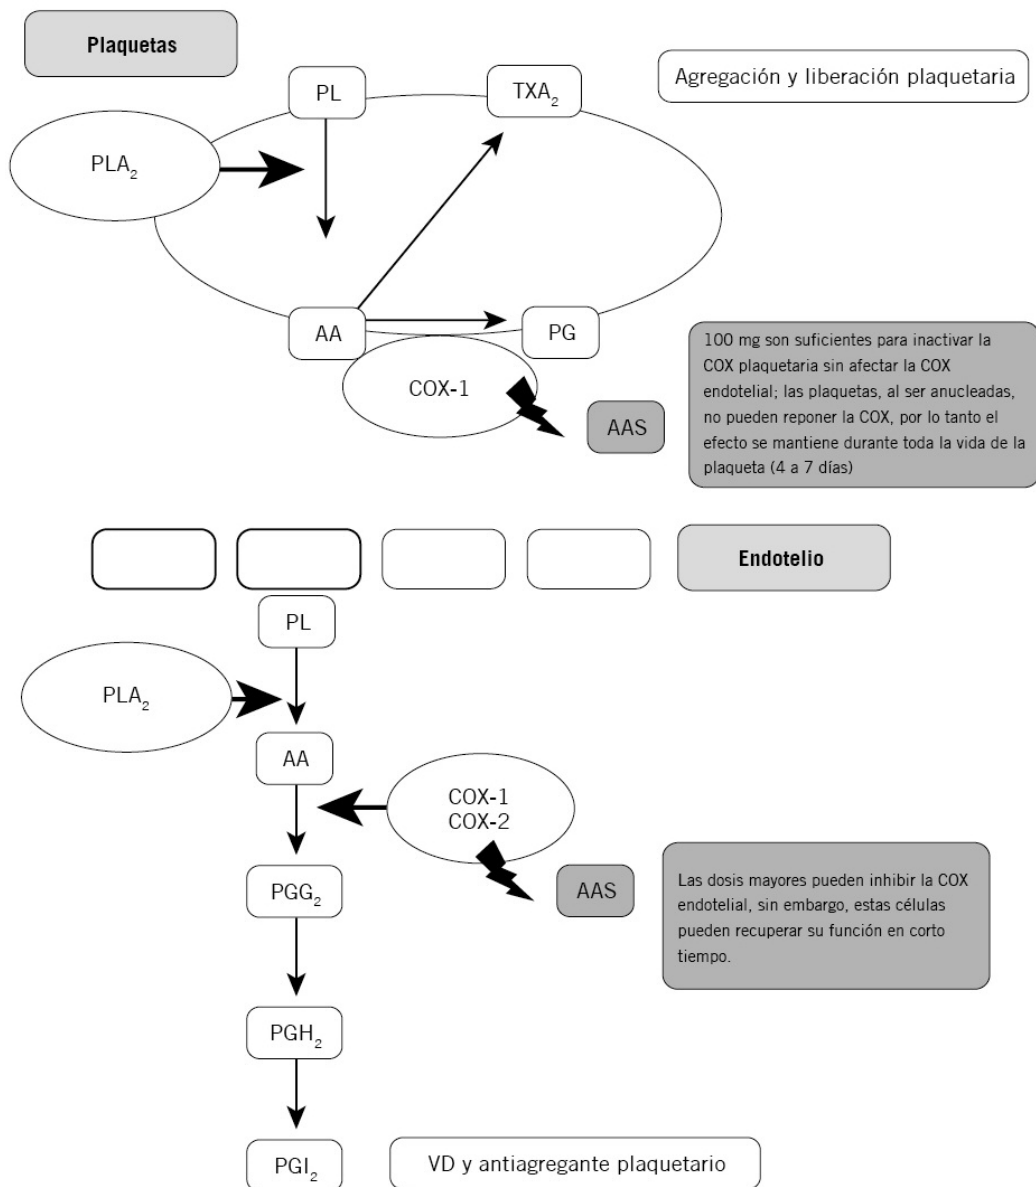 Plaquetas
PL
TXA₂
Agregación y liberación plaquetaria
PLA₂
AA
PG
COX-1
AAS
100 mg son suficientes para inactivar la
COX plaquetaria sin afectar la COX
endotelial; las plaquetas, al ser anucleadas,
no pueden reponer la COX, por lo tanto el
efecto se mantiene durante toda la vida de la
plaqueta (4 a 7 días)
Endotelio
PL
PLA₂
AA
COX-1
COX-2
PGG₂
AAS
Las dosis mayores pueden inhibir la COX
endotelial, sin embargo, estas células
pueden recuperar su función en corto
tiempo.
PGH₂
PGI₂
VD y antiagregante plaquetario